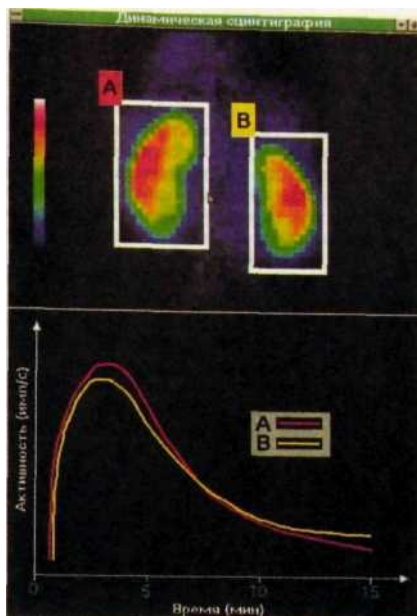 Динамическая сцинтиграфия
A
B
Активность (имп/с)
A
B
0 5 10 15
Время (мин)